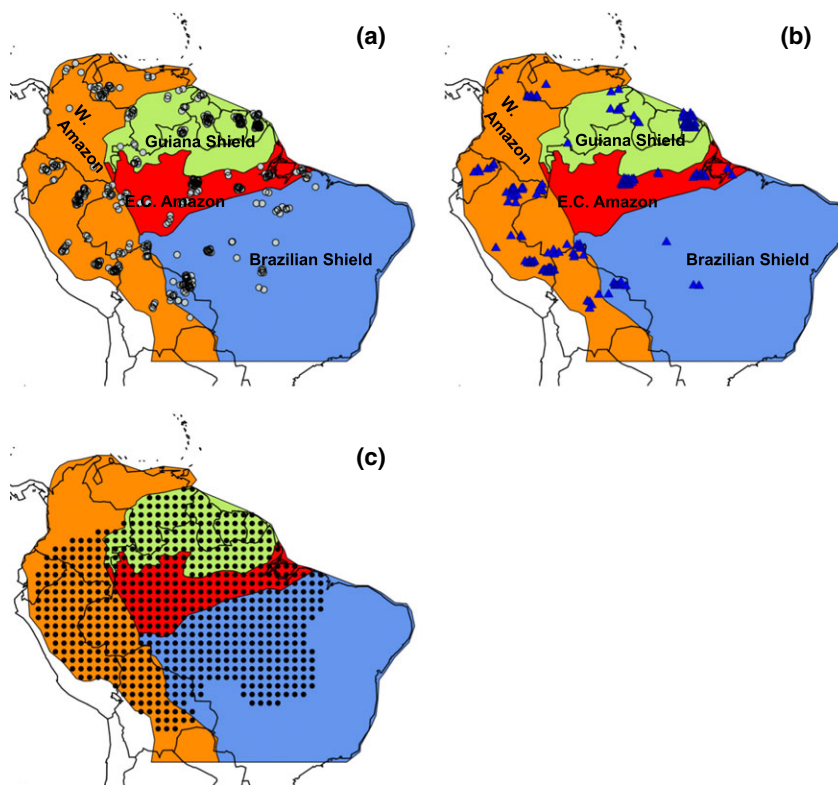 (a)
W.
Amazon
Guiana Shield
E.C. Amazon
Brazilian Shield
(b)
W.
Amazon
Guiana Shield
E.C. Amazon
Brazilian Shield
(c)